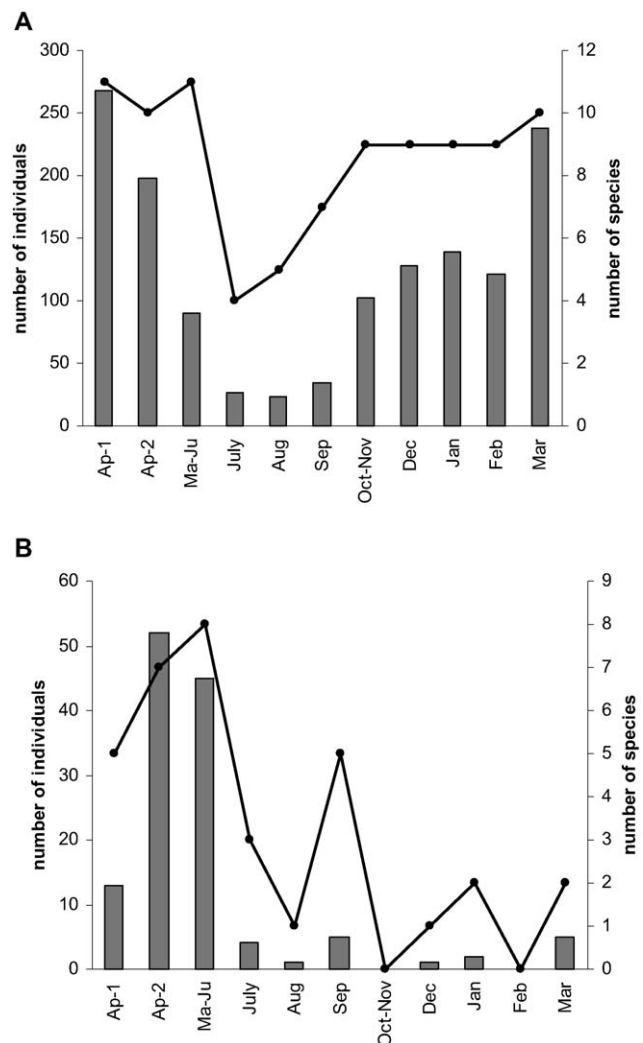 A
number of individuals
300
250
200
150
100
50
0
number of species
12
10
8
6
4
2
0
Ap-1
Ap-2
Ma-Ju
July
Aug
Sep
Oct-Nov
Dec
Jan
Feb
Mar
B
number of individuals
60
50
40
30
20
10
0
number of species
9
8
7
6
5
4
3
2
1
0
Ap-1
Ap-2
Ma-Ju
July
Aug
Sep
Oct-Nov
Dec
Jan
Feb
Mar